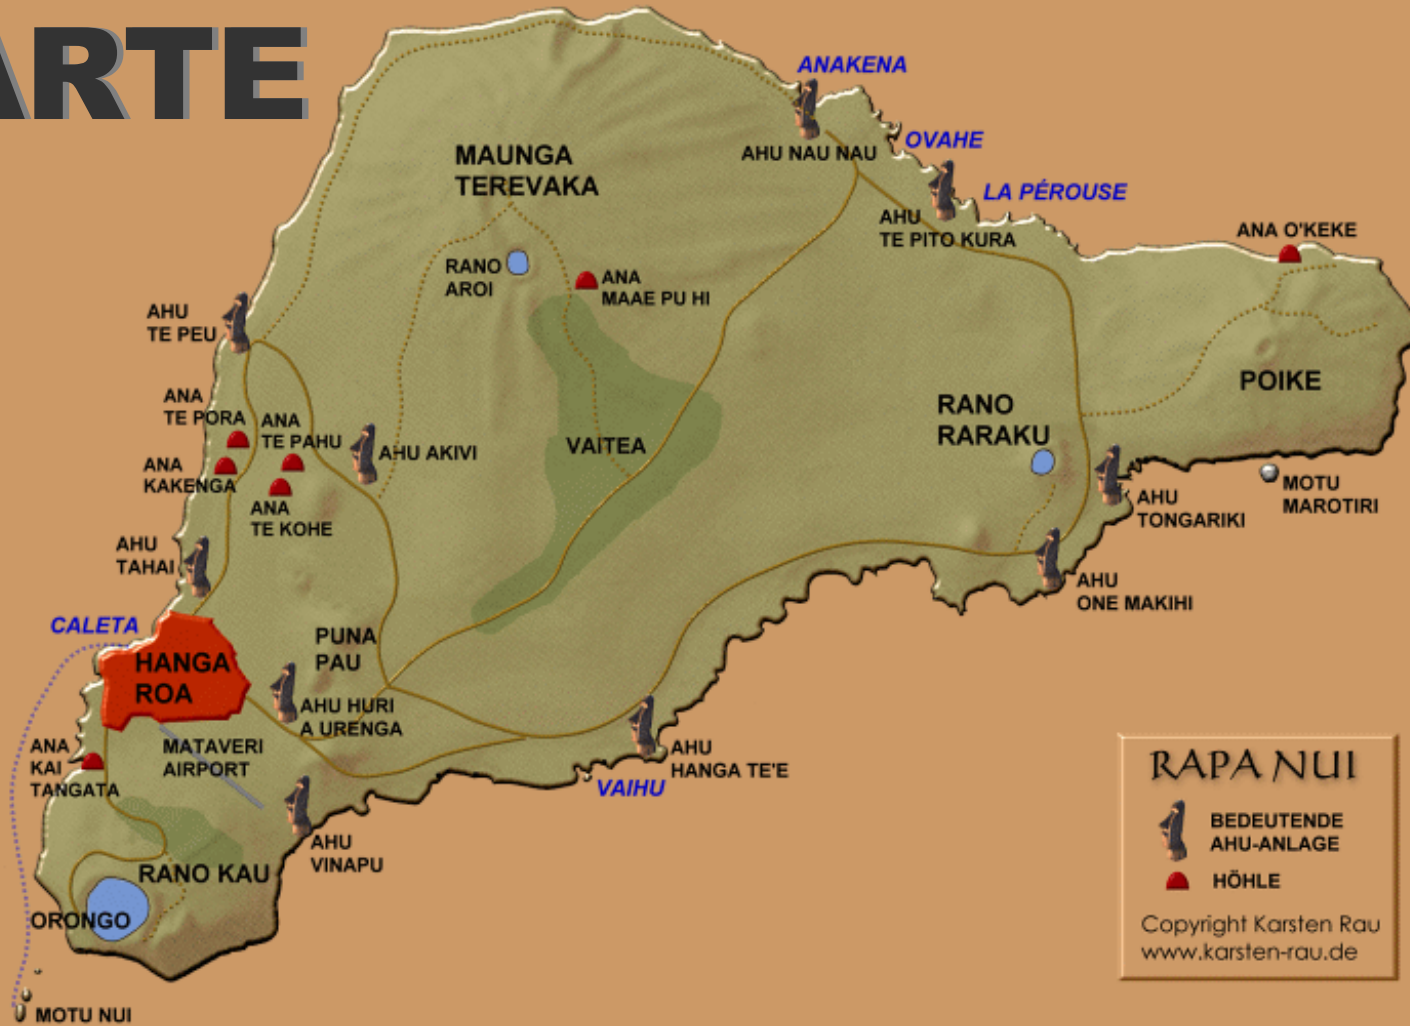 ARTE
ANAKENA
AHU NAU NAU
OVAHE
LA PÉROUSE
MAUNGA
TEREVAKA
AHU
TE PITO KURA
ANA O'KEKE
RANO
AROI
ANA
MAAE PU HI
AHU
TE PEU
ANA
TE PORA
ANA
TE PAHU
ANA
KAKENGA
ANA
TE KOHE
AHU AKIVI
VAITEA
RANO
RARAKU
POIKE
MOTU
MAROTIRI
AHU
TONGARIKI
AHU
ONE MAKIHI
AHU
TAHAI
CALETA
HANGA
ROA
PUNA
PAU
AHU HURI
A URENGA
MATAVERI
AIRPORT
ANA
KAI
TANGATA
AHU
HANGA TE'E
VAIHU
AHU
VINAPU
RANO KAU
ORONGO
MOTU NUI
RAPA NUI
BEDEUTENDE
AHU-ANLAGE
HÖHLE
Copyright Karsten Rau
www.karsten-rau.de